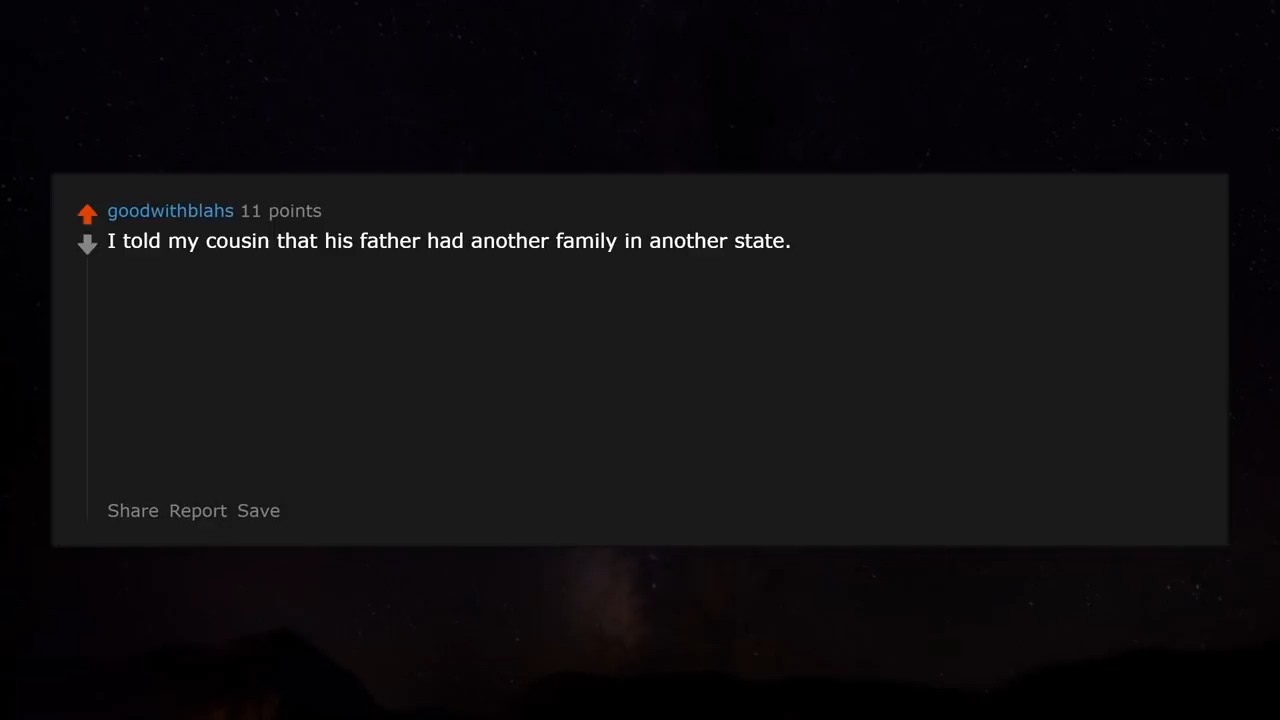 goodwithblahs 11 points
I told my cousin that his father had another family in another state.
Share Report Save